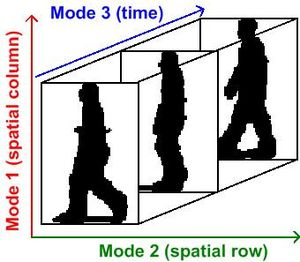 Mode 3 (time)
Mode 1 (spatial column)
Mode 2 (spatial row)